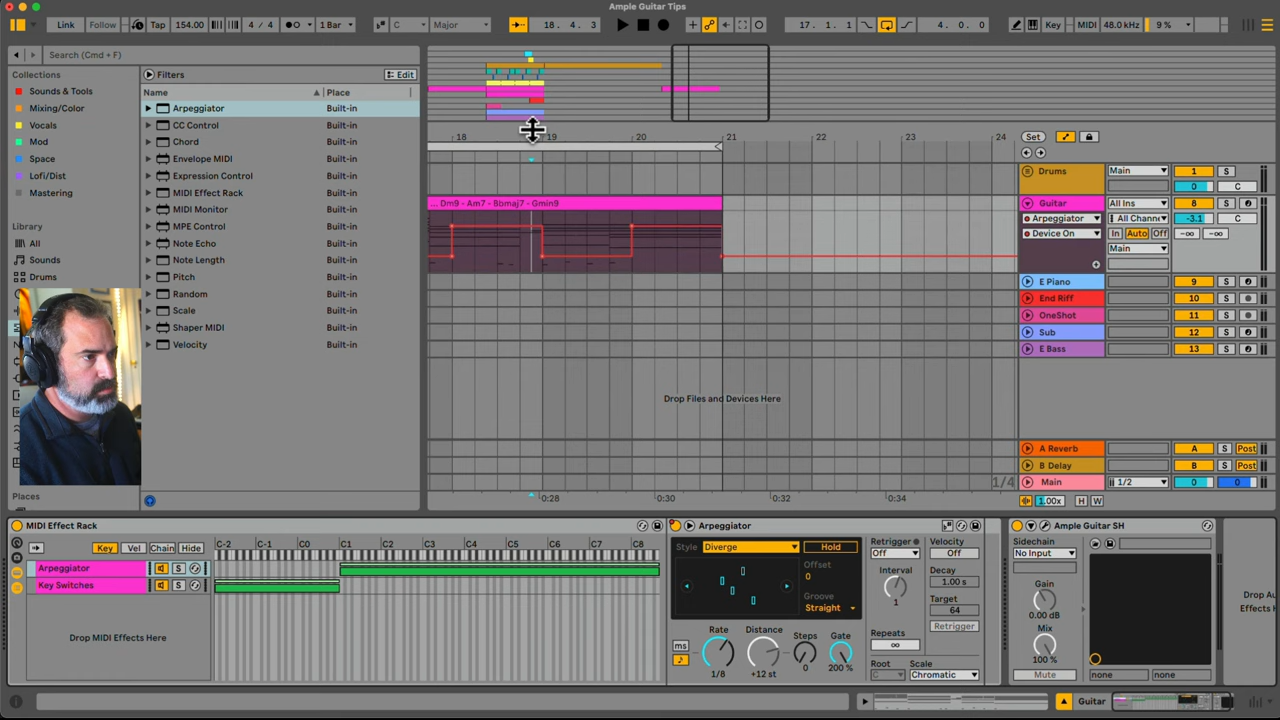 Ample Guitar Tips
Link Follow Tap 154.00 4 / 4 1 Bar C Major 18. 4. 3 17. 1. 1 4. 0. 0 Key MIDI 48.0 kHz 9 %
Search (Cmd + F)
Collections
Sounds & Tools
Mixing/Color
Vocals
Mod
Space
Lofi/Dist
Mastering
Library
All
Sounds
Drums
Places
Filters Edit
Name Place
Arpeggiator Built-in
CC Control Built-in
Chord Built-in
Envelope MIDI Built-in
Expression Control Built-in
MIDI Effect Rack Built-in
MIDI Monitor Built-in
MPE Control Built-in
Note Echo Built-in
Note Length Built-in
Pitch Built-in
Random Built-in
Scale Built-in
Shaper MIDI Built-in
Velocity Built-in
18 19 20 21 22 23 24
... Dm9 - Am7 - Bbmaj7 - Gmin9
Drop Files and Devices Here
1/4
0:28 0:30 0:32 0:34
Set
Drums Main 1 S
0 C
Guitar All Ins 8 S
Arpeggiator All Channe -3.1 C
Device On In Auto Off -∞ -∞
Main
E Piano 9 S
End Riff 10 S
OneShot 11 S
Sub 12 S
E Bass 13 S
A Reverb A S Post
B Delay B S Post
Main 1/2 0 0
1.00x H W
MIDI Effect Rack
Key Vel Chain Hide C-2 C-1 C0 C1 C2 C3 C4 C5 C6 C7 C8
Arpeggiator S
Key Switches S
Drop MIDI Effects Here
Arpeggiator
Style Diverge Hold
Offset
0
Groove
Straight
Rate Distance Steps Gate
ms
1/8 +12 st 0 200 %
Retrigger
Off
Interval
1
Repeats
∞
Root Scale
C Chromatic
Velocity
Off
Decay
1.00 s
Target
64
Retrigger
Ample Guitar SH
Sidechain
No Input
Gain
0.00 dB
Mix
100 %
Mute none none
Drop Au
Effects H
Guitar